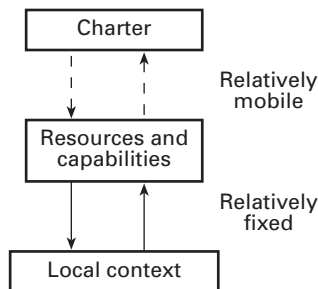 Charter
Relatively
mobile
Resources and
capabilities
Relatively
fixed
Local context